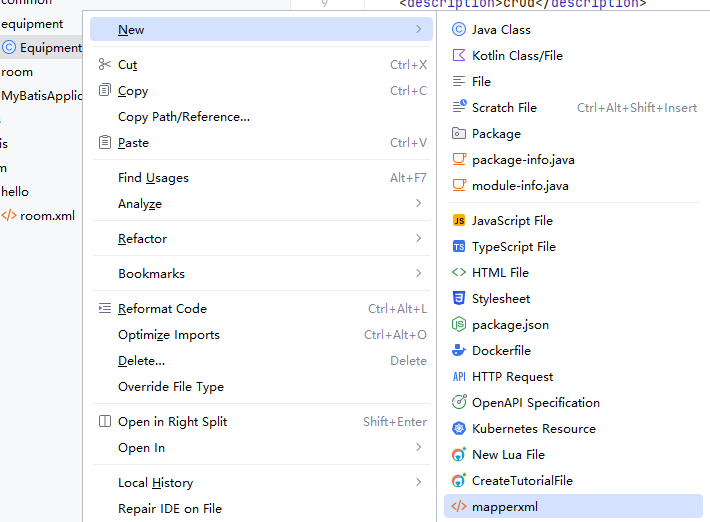 common
9 <description>crud</description>
equipment
Equipment
room
MyBatisApplic
is
m
hello
room.xml
New
Cut Ctrl+X
Copy Ctrl+C
Copy Path/Reference...
Paste Ctrl+V
Find Usages Alt+F7
Analyze
Refactor
Bookmarks
Reformat Code Ctrl+Alt+L
Optimize Imports Ctrl+Alt+O
Delete... Delete
Override File Type
Open in Right Split Shift+Enter
Open In
Local History
Repair IDE on File
Java Class
Kotlin Class/File
File
Scratch File Ctrl+Alt+Shift+Insert
Package
package-info.java
module-info.java
JavaScript File
TypeScript File
HTML File
Stylesheet
package.json
Dockerfile
HTTP Request
OpenAPI Specification
Kubernetes Resource
New Lua File
CreateTutorialFile
mapperxml